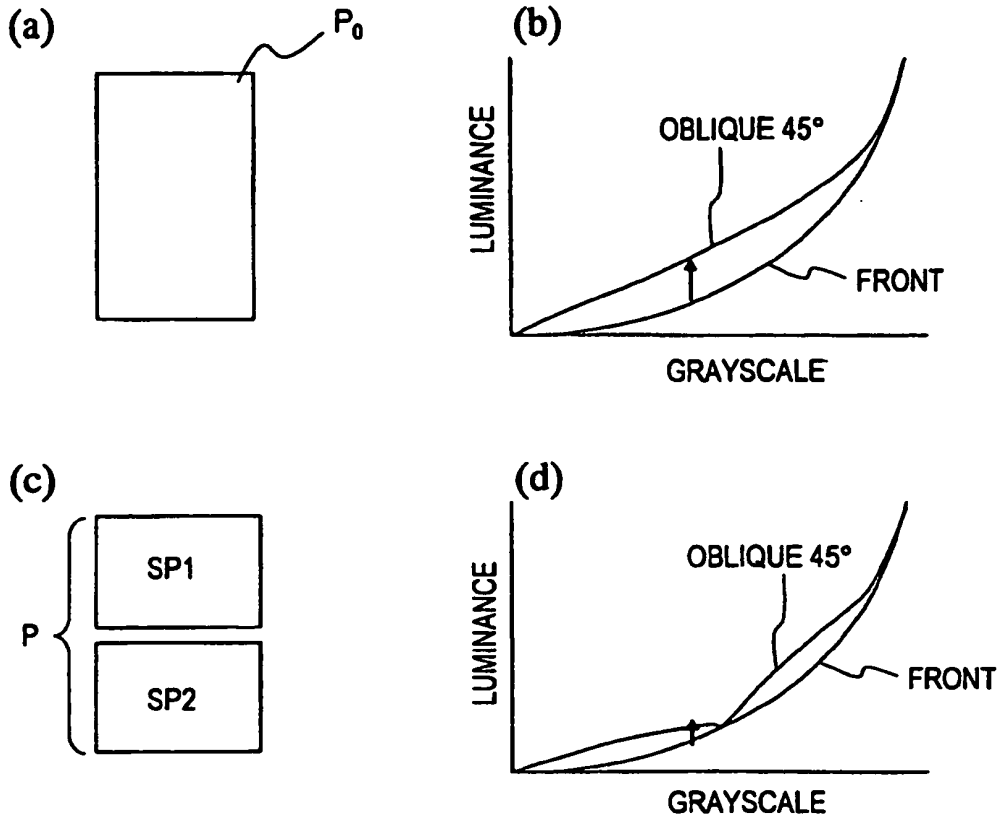 (a)
P0
(b)
LUMINANCE
OBLIQUE 45°
FRONT
GRAYSCALE
(c)
P
SP1
SP2
(d)
LUMINANCE
OBLIQUE 45°
FRONT
GRAYSCALE